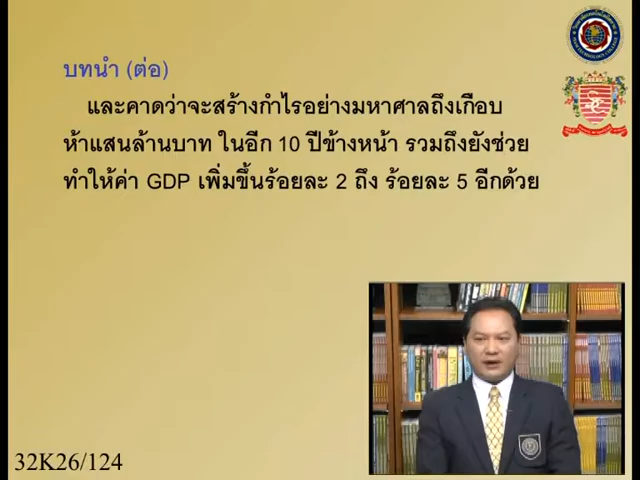 บทนำ (ต่อ)
และคาดว่าจะสร้างกำไรอย่างมหาศาลถึงเกือบ
ห้าแสนล้านบาท ในอีก 10 ปีข้างหน้า รวมถึงยังช่วย
ทำให้ค่า GDP เพิ่มขึ้นร้อยละ 2 ถึง ร้อยละ 5 อีกด้วย
32K26/124